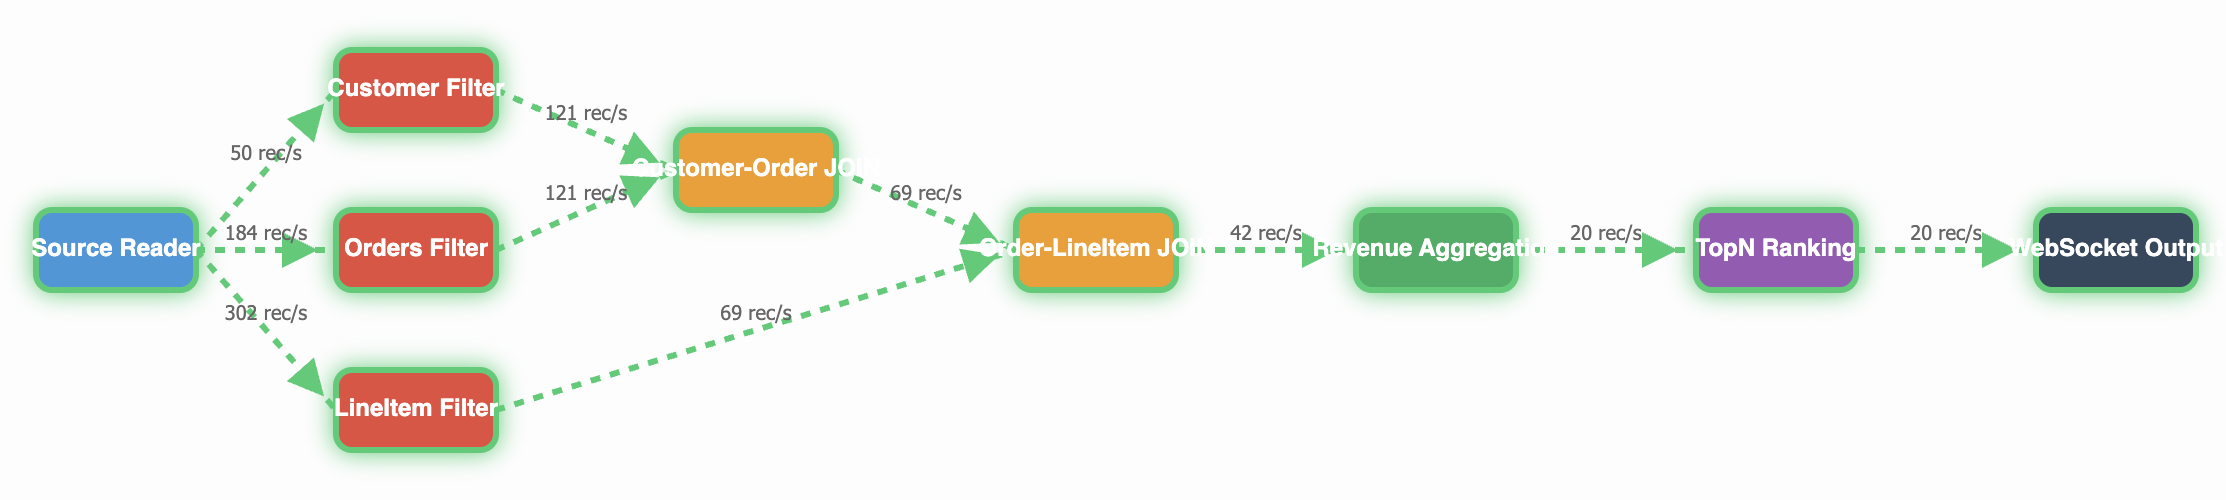 Customer Filter
121 rec/s
50 rec/s
Customer-Order JOIN
121 rec/s
69 rec/s
Source Reader
184 rec/s
Orders Filter
Order-LineItem JOIN
42 rec/s
Revenue Aggregation
20 rec/s
TopN Ranking
20 rec/s
WebSocket Output
302 rec/s
69 rec/s
LineItem Filter